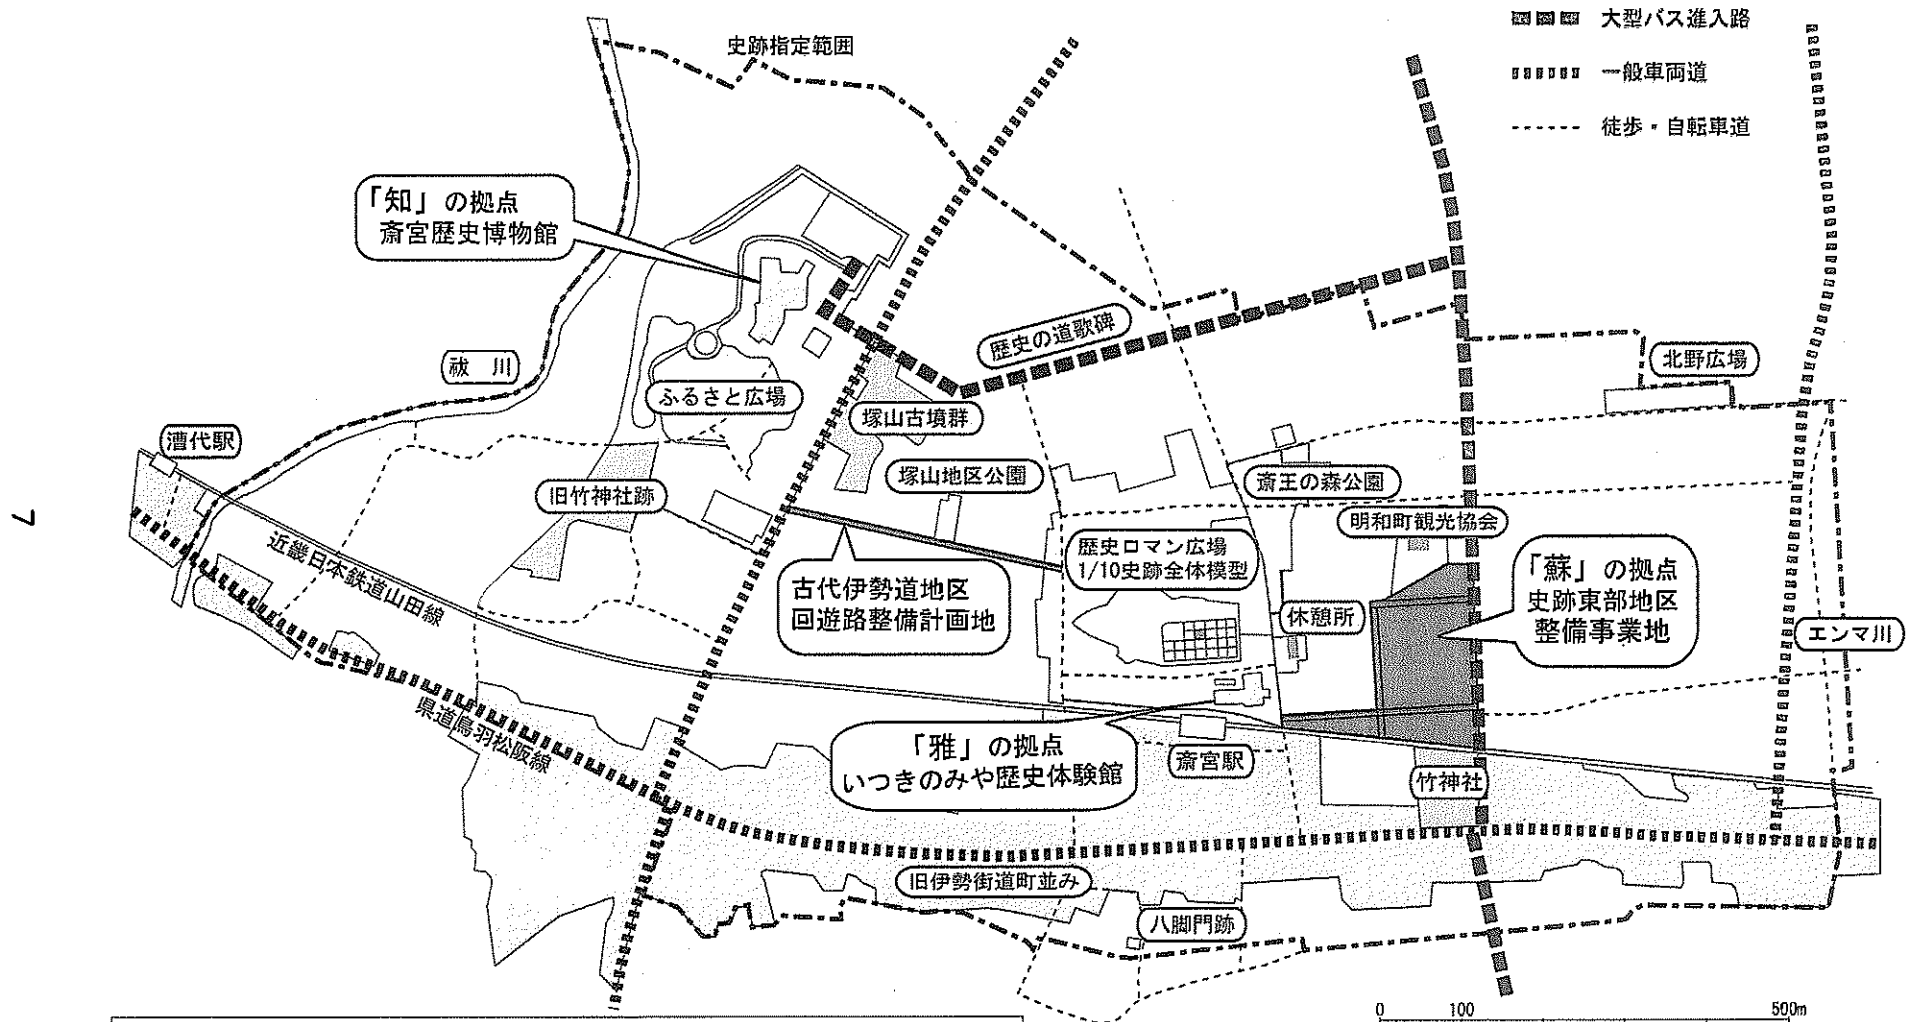 大型バス進入路
一般車両道
徒歩・自転車道
史跡指定範囲
「知」の拠点
斎宮歴史博物館
祓川
歴史の道歌碑
北野広場
ふるさと広場
塚山古墳群
漕代駅
塚山地区公園
斎王の森公園
旧竹神社跡
明和町観光協会
歴史ロマン広場
1/10史跡全体模型
「蘇」の拠点
史跡東部地区
整備事業地
近畿日本鉄道山田線
古代伊勢道地区
回遊路整備計画地
休憩所
エンマ川
県道鳥羽松阪線
「雅」の拠点
いつきのみや歴史体験館
斎宮駅
竹神社
旧伊勢街道町並み
八脚門跡
7
0 100 500m